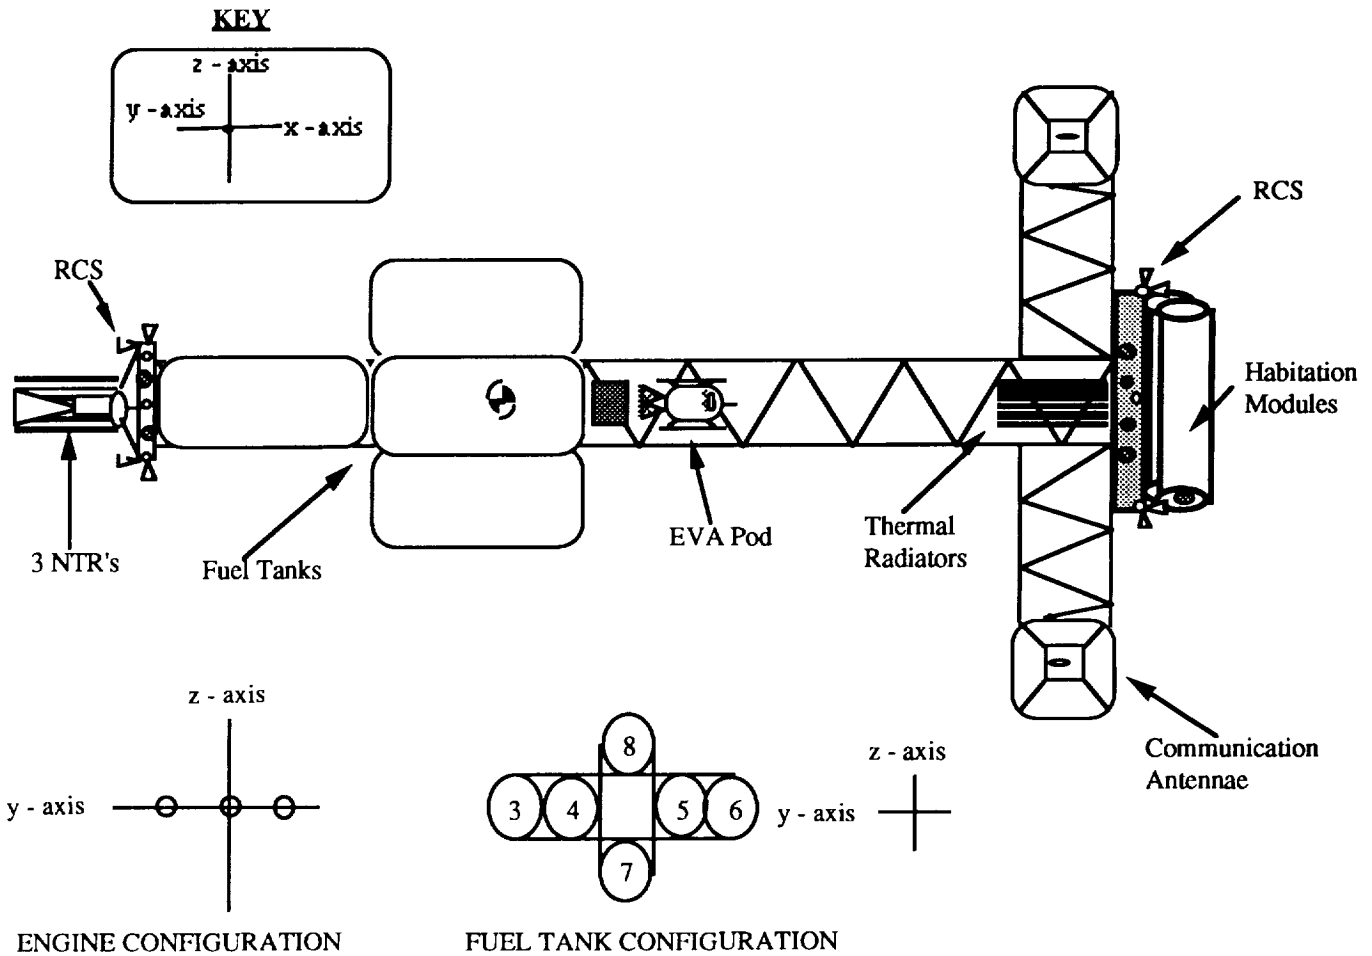 KEY
z - axis
y - axis
x - axis
RCS
RCS
Habitation
Modules
3 NTR's
Fuel Tanks
EVA Pod
Thermal
Radiators
Communication
Antennae
z - axis
y - axis
8
3
4
5
6
7
z - axis
y - axis
ENGINE CONFIGURATION
FUEL TANK CONFIGURATION